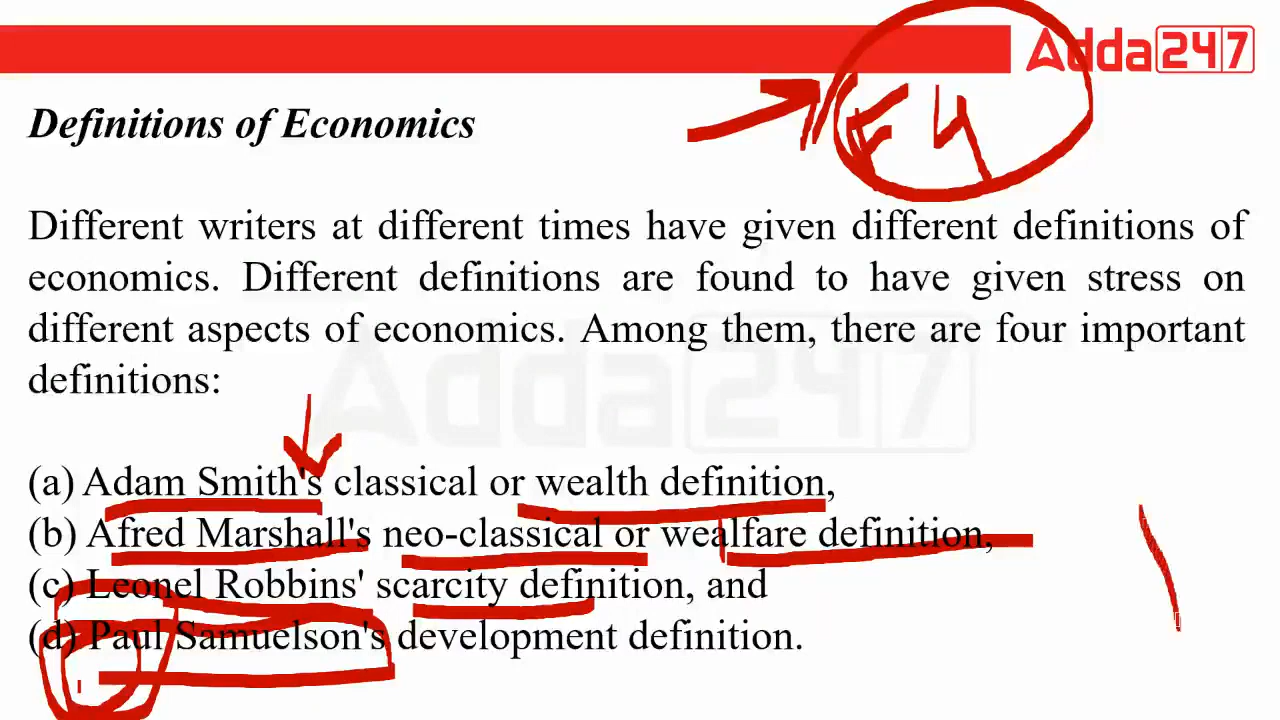 Adda247
Definitions of Economics
Different writers at different times have given different definitions of
economics. Different definitions are found to have given stress on
different aspects of economics. Among them, there are four important
definitions:
(a) Adam Smith's classical or wealth definition,
(b) Afred Marshall's neo-classical or wealfare definition,
(c) Leonel Robbins' scarcity definition, and
(d) Paul Samuelson's development definition.
Adda247